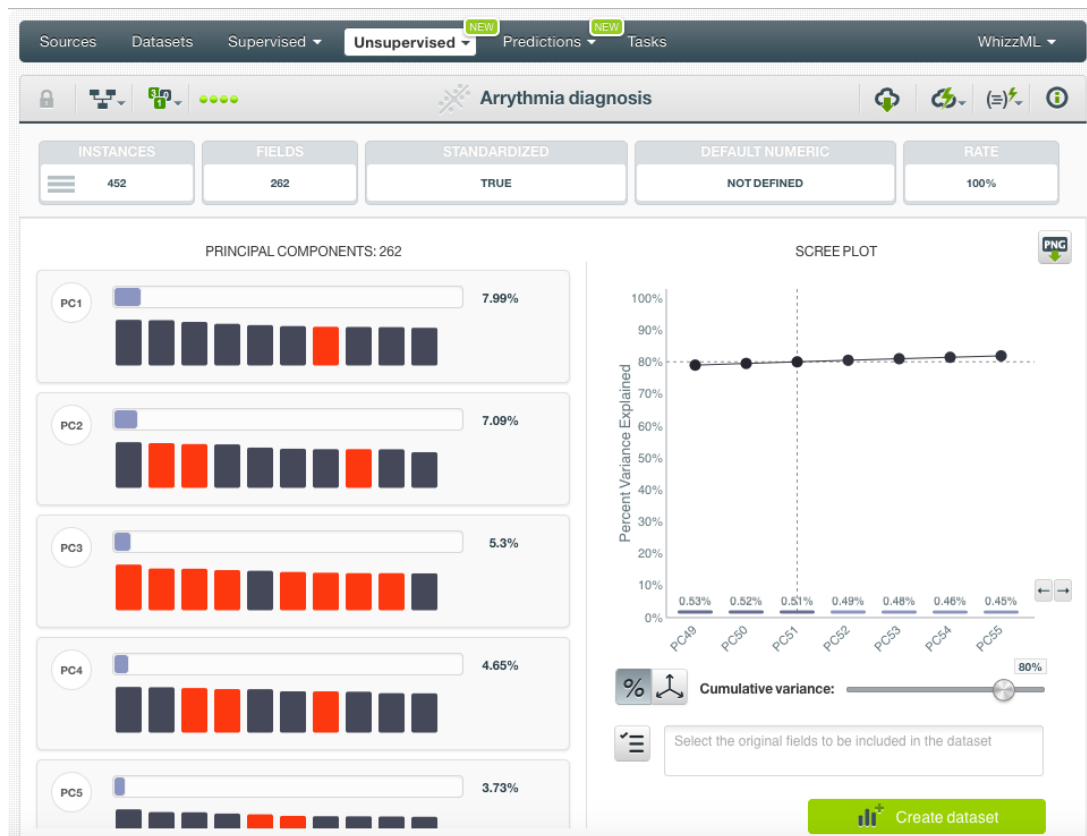 NEW NEW
Sources Datasets Supervised Unsupervised Predictions Tasks WhizzML
Arrythmia diagnosis
INSTANCES FIELDS STANDARDIZED DEFAULT NUMERIC RATE
452 262 TRUE NOT DEFINED 100%
PRINCIPAL COMPONENTS: 262
PC1 7.99%
PC2 7.09%
PC3 5.3%
PC4 4.65%
PC5 3.73%
SCREE PLOT
PNG
Percent Variance Explained
100%
90%
80%
70%
60%
50%
40%
30%
20%
10%
0%
0.53% 0.52% 0.51% 0.49% 0.48% 0.46% 0.45%
PC49 PC50 PC51 PC52 PC53 PC54 PC55
80%
% Cumulative variance:
Select the original fields to be included in the dataset
Create dataset